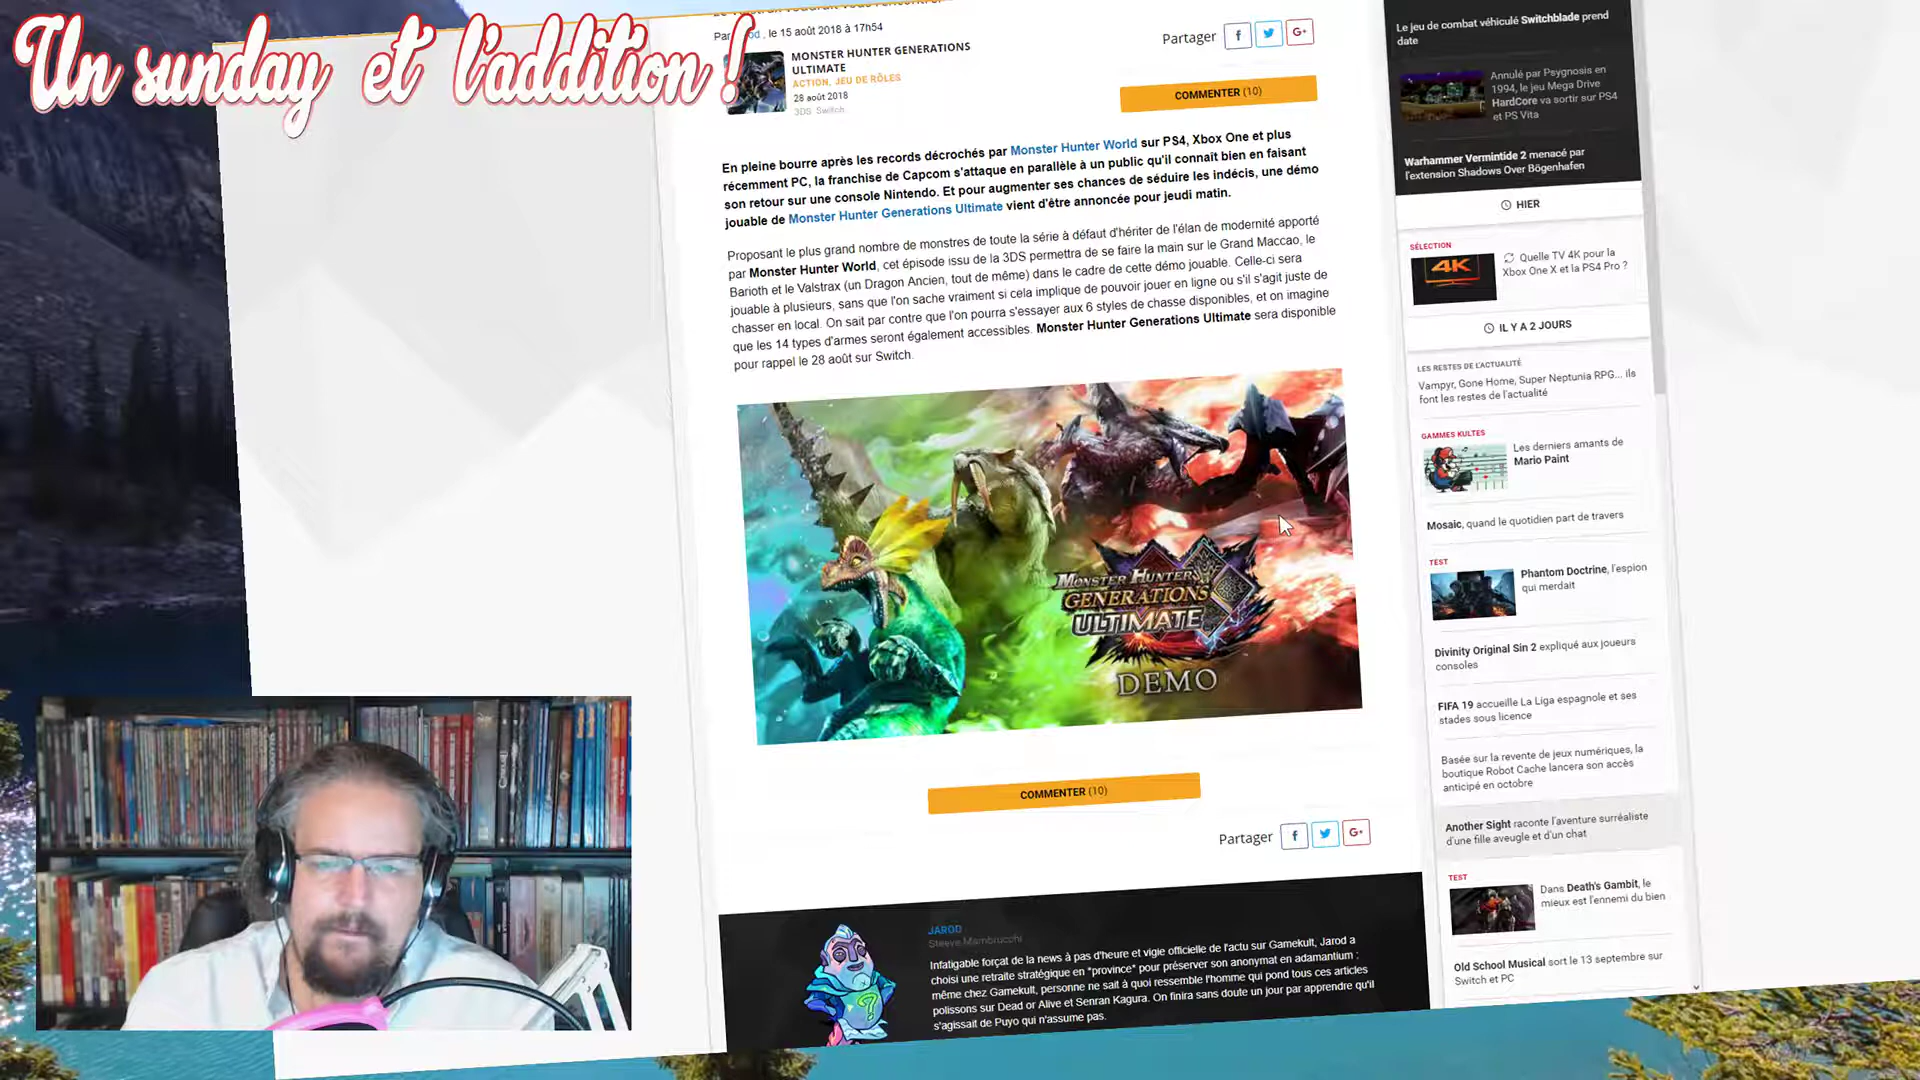 Un sunday et l'addition !
, le 15 août 2018 à 17h54
MONSTER HUNTER GENERATIONS
ULTIMATE
ACTION, JEU DE RÔLES
28 août 2018
3DS Switch
Partager
COMMENTER (10)
En pleine bourre après les records décrochés par Monster Hunter World sur PS4, Xbox One et plus
récemment PC, la franchise de Capcom s'attaque en parallèle à un public qu'il connaît bien en faisant
son retour sur une console Nintendo. Et pour augmenter ses chances de séduire les indécis, une démo
jouable de Monster Hunter Generations Ultimate vient d'être annoncée pour jeudi matin.
Proposant le plus grand nombre de monstres de toute la série à défaut d'hériter de l'élan de modernité apporté
par Monster Hunter World, cet épisode issu de la 3DS permettra de se faire la main sur le Grand Maccao, le
Barioth et le Valstrax (un Dragon Ancien, tout de même) dans le cadre de cette démo jouable. Celle-ci sera
jouable à plusieurs, sans que l'on sache vraiment si cela implique de pouvoir jouer en ligne ou s'il s'agit juste de
chasser en local. On sait par contre que l'on pourra s'essayer aux 6 styles de chasse disponibles, et on imagine
que les 14 types d'armes seront également accessibles. Monster Hunter Generations Ultimate sera disponible
pour rappel le 28 août sur Switch.
MONSTER HUNTER
GENERATIONS
ULTIMATE
DEMO
COMMENTER (10)
Partager
JAROD
Steeve Mambrucchi
Infatigable forçat de la news à pas d'heure et vigie officielle de l'actu sur Gamekult, Jarod a
choisi une retraite stratégique en "province" pour préserver son anonymat en adamantium ;
même chez Gamekult, personne ne sait à quoi ressemble l'homme qui pond tous ces articles
polissons sur Dead or Alive et Senran Kagura. On finira sans doute un jour par apprendre qu'il
s'agissait de Puyo qui n'assume pas.
Le jeu de combat véhiculé Switchblade prend
date
Annulé par Psygnosis en
1994, le jeu Mega Drive
HardCore va sortir sur PS4
et PS Vita
Warhammer Vermintide 2 menacé par
l'extension Shadows Over Bögenhafen
HIER
SÉLECTION
4K
Quelle TV 4K pour la
Xbox One X et la PS4 Pro ?
IL Y A 2 JOURS
LES RESTES DE L'ACTUALITÉ
Vampyr, Gone Home, Super Neptunia RPG... ils
font les restes de l'actualité
GAMES KULTES
Les derniers amants de
Mario Paint
Mosaic, quand le quotidien part de travers
TEST
Phantom Doctrine, l'espion
qui merdait
Divinity Original Sin 2 expliqué aux joueurs
consoles
FIFA 19 accueille La Liga espagnole et ses
stades sous licence
Basée sur la revente de jeux numériques, la
boutique Robot Cache lancera son accès
anticipé en octobre
Another Sight raconte l'aventure surréaliste
d'une fille aveugle et d'un chat
TEST
Dans Death's Gambit, le
mieux est l'ennemi du bien
Old School Musical sort le 13 septembre sur
Switch et PC